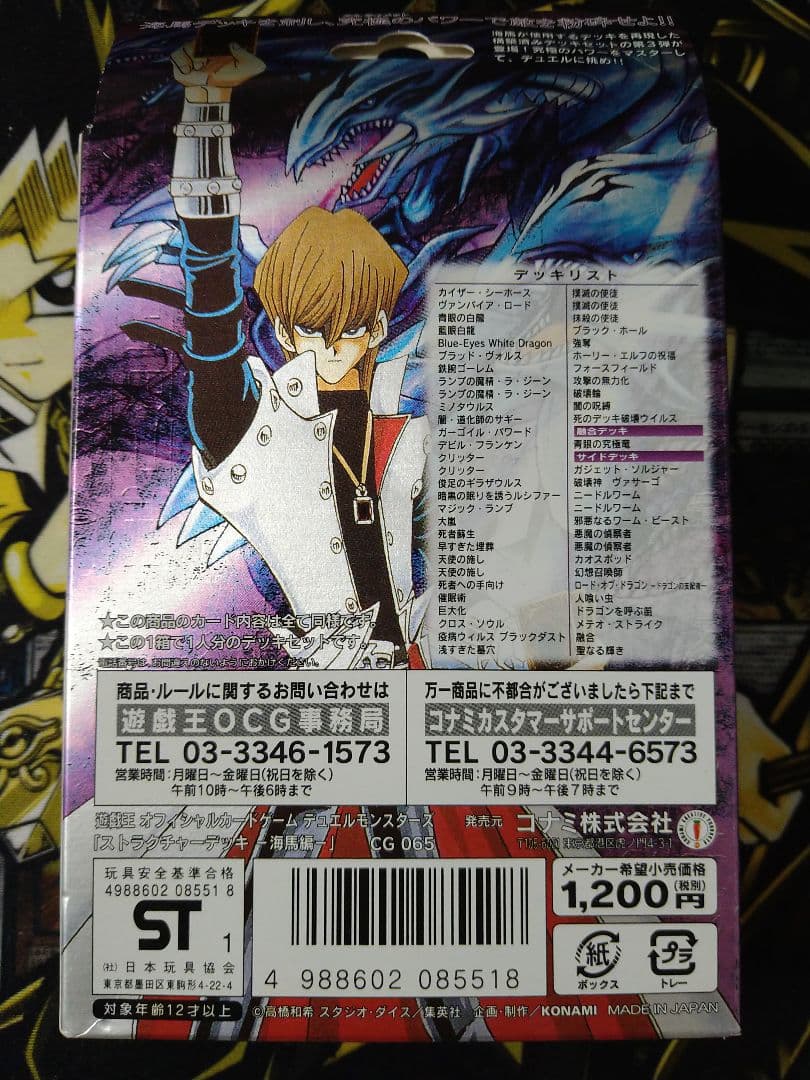 海馬が使用するデッキを再現した
構築済みデッキセットの第3弾が
登場!究極のパワーをマスターし
て、デュエルに挑め!!
デッキリスト
カイザー・シーホース
ヴァンパイア・ロード
青眼の白龍
藍眼白龍
Blue-Eyes White Dragon
ブラッド・ヴォルス
鉄腕ゴーレム
ランプの魔精・ラ・ジーン
ランプの魔精・ラ・ジーン
ミノタウルス
闇・道化師のサギー
ガーゴイル・パワード
デビル・フランケン
クリッター
クリッター
俊足のギラザウルス
暗黒の眠りを誘うルシファー
マジック・ランプ
大嵐
死者蘇生
早すぎた埋葬
天使の施し
天使の施し
死者への手向け
催眠術
巨大化
クロス・ソウル
疫病ウィルス ブラックダスト
浅すぎた墓穴
撲滅の使徒
撲滅の使徒
抹殺の使徒
ブラック・ホール
強奪
ホーリー・エルフの祝福
フォースフィールド
攻撃の無力化
破壊輪
闇の呪縛
死のデッキ破壊ウイルス
融合デッキ
青眼の究極竜
サイドデッキ
ガジェット・ソルジャー
破壊神 ヴァサーゴ
ニードルワーム
ニードルワーム
邪悪なるワーム・ビースト
悪魔の偵察者
悪魔の偵察者
カオスポッド
幻想召喚師
ロード・オブ・ドラゴン-ドラゴンの支配者-
人喰い虫
ドラゴンを呼ぶ笛
メテオ・ストライク
融合
聖なる輝き
★この商品のカード内容は全て同様です。
★この1箱で1人分のデッキセットです。
電話番号は、お間違えのないようにおかけください。
商品・ルールに関するお問い合わせは
遊戯王OCG事務局
TEL 03-3346-1573
営業時間:月曜日〜金曜日(祝日を除く)
午前10時〜午後6時まで
万一商品に不都合がございましたら下記まで
コナミカスタマーサポートセンター
TEL 03-3344-6573
営業時間:月曜日〜金曜日(祝日を除く)
午前9時〜午後7時まで
遊戯王 オフィシャルカードゲーム デュエルモンスターズ
「ストラクチャーデッキ -海馬編-」 CG 065
発売元 コナミ株式会社
東京都港区虎ノ門4-3-1
玩具安全基準合格
4988602 08551 8
ST 1
(社)日本玩具協会
東京都墨田区東駒形4-22-4
対象年齢12才以上
4 988602 085518
メーカー希望小売価格
1,200円(税別)
紙
ボックス
プラ
トレー
©高橋和希 スタジオ・ダイス/集英社 企画・制作/KONAMI MADE IN JAPAN